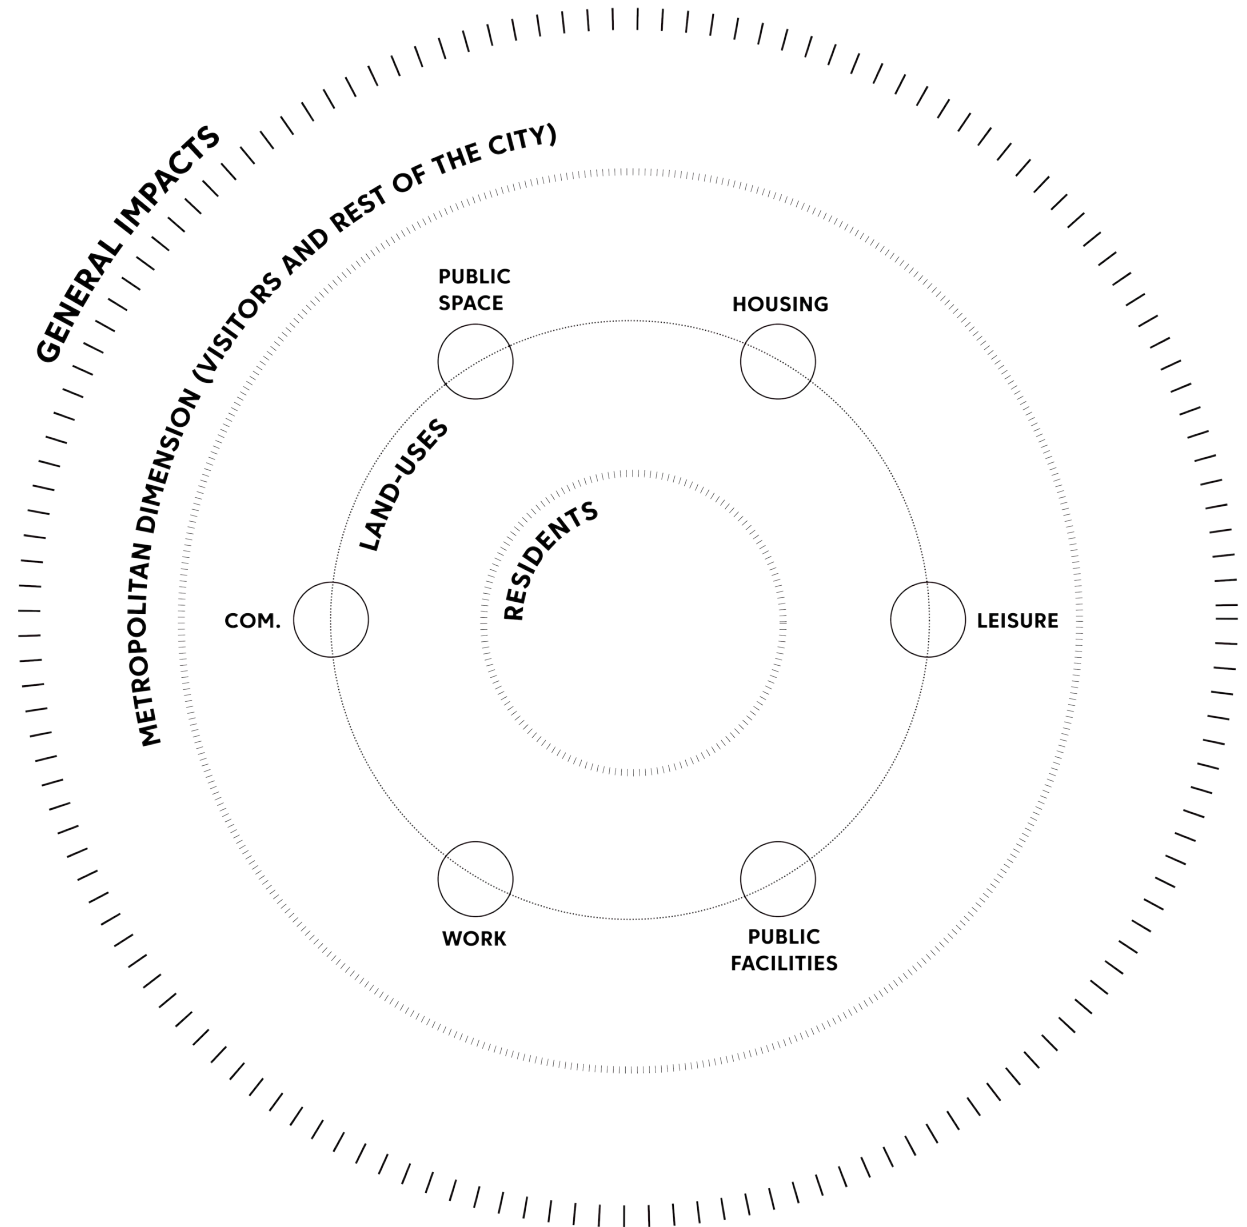 GENERAL IMPACTS
METROPOLITAN DIMENSION (VISITORS AND REST OF THE CITY)
PUBLIC
SPACE
HOUSING
LAND-USES
RESIDENTS
COM.
LEISURE
WORK
PUBLIC
FACILITIES